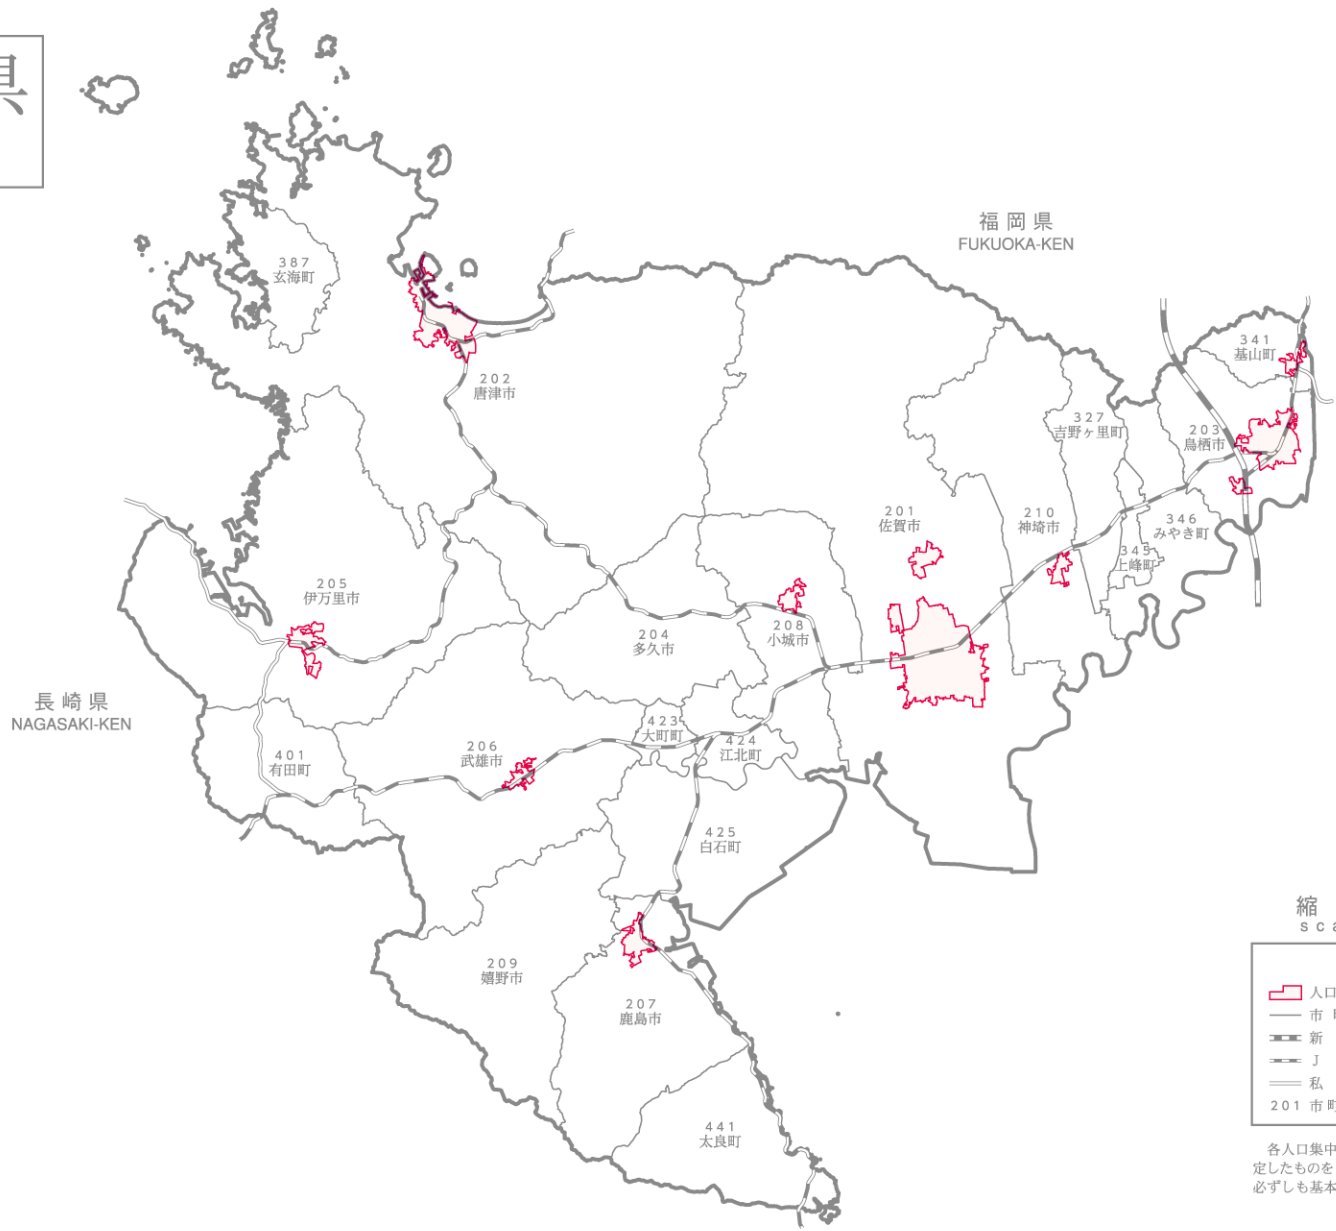 県
福岡県
FUKUOKA-KEN
387
玄海町
341
基山町
202
唐津市
327
吉野ヶ里町
203
鳥栖市
201
佐賀市
210
神埼市
346
みやき町
345
上峰町
205
伊万里市
204
多久市
208
小城市
長崎県
NAGASAKI-KEN
423
大町町
424
江北町
206
武雄市
401
有田町
425
白石町
209
嬉野市
207
鹿島市
441
太良町
縮
sca
人口
市
新
J
私
201 市町
各人口集中
定したものを
必ずしも基本